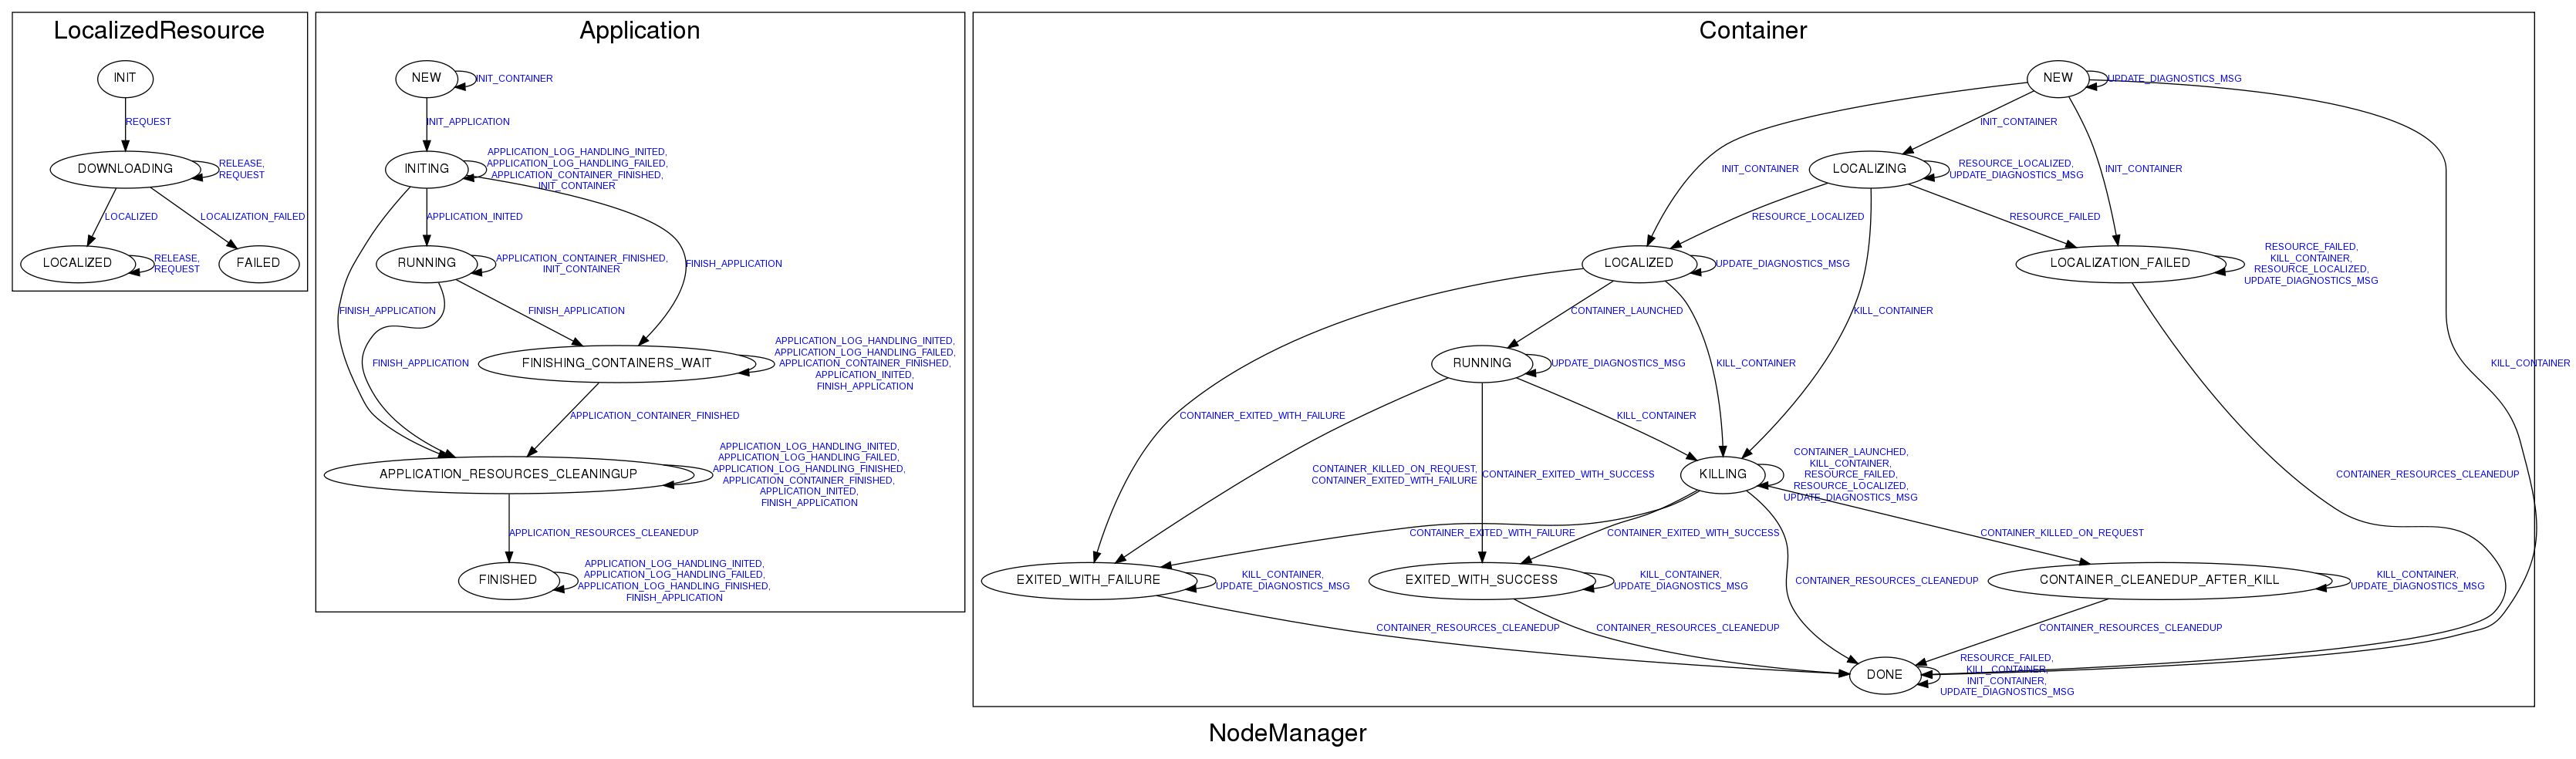 LocalizedResource
INIT
REQUEST
DOWNLOADING
RELEASE,
REQUEST
LOCALIZED
LOCALIZATION_FAILED
LOCALIZED
RELEASE,
REQUEST
FAILED
Application
NEW
INIT_CONTAINER
INIT_APPLICATION
INITING
APPLICATION_LOG_HANDLING_INITED,
APPLICATION_LOG_HANDLING_FAILED,
APPLICATION_CONTAINER_FINISHED,
INIT_CONTAINER
APPLICATION_INITED
RUNNING
APPLICATION_CONTAINER_FINISHED,
INIT_CONTAINER
FINISH_APPLICATION
FINISH_APPLICATION
FINISH_APPLICATION
FINISH_APPLICATION
FINISHING_CONTAINERS_WAIT
APPLICATION_LOG_HANDLING_INITED,
APPLICATION_LOG_HANDLING_FAILED,
APPLICATION_CONTAINER_FINISHED,
APPLICATION_INITED,
FINISH_APPLICATION
APPLICATION_CONTAINER_FINISHED
APPLICATION_RESOURCES_CLEANINGUP
APPLICATION_LOG_HANDLING_INITED,
APPLICATION_LOG_HANDLING_FAILED,
APPLICATION_LOG_HANDLING_FINISHED,
APPLICATION_CONTAINER_FINISHED,
APPLICATION_INITED,
FINISH_APPLICATION
APPLICATION_RESOURCES_CLEANEDUP
FINISHED
APPLICATION_LOG_HANDLING_INITED,
APPLICATION_LOG_HANDLING_FAILED,
APPLICATION_LOG_HANDLING_FINISHED,
FINISH_APPLICATION
Container
NEW
UPDATE_DIAGNOSTICS_MSG
INIT_CONTAINER
INIT_CONTAINER
LOCALIZING
RESOURCE_LOCALIZED,
UPDATE_DIAGNOSTICS_MSG
INIT_CONTAINER
RESOURCE_LOCALIZED
RESOURCE_FAILED
LOCALIZED
UPDATE_DIAGNOSTICS_MSG
LOCALIZATION_FAILED
RESOURCE_FAILED,
KILL_CONTAINER,
RESOURCE_LOCALIZED,
UPDATE_DIAGNOSTICS_MSG
CONTAINER_LAUNCHED
KILL_CONTAINER
RUNNING
UPDATE_DIAGNOSTICS_MSG
KILL_CONTAINER
KILL_CONTAINER
CONTAINER_EXITED_WITH_FAILURE
KILL_CONTAINER
CONTAINER_KILLED_ON_REQUEST,
CONTAINER_EXITED_WITH_FAILURE
CONTAINER_EXITED_WITH_SUCCESS
KILLING
CONTAINER_LAUNCHED,
KILL_CONTAINER,
RESOURCE_FAILED,
RESOURCE_LOCALIZED,
UPDATE_DIAGNOSTICS_MSG
CONTAINER_RESOURCES_CLEANEDUP
CONTAINER_EXITED_WITH_FAILURE
CONTAINER_EXITED_WITH_SUCCESS
CONTAINER_KILLED_ON_REQUEST
EXITED_WITH_FAILURE
KILL_CONTAINER,
UPDATE_DIAGNOSTICS_MSG
EXITED_WITH_SUCCESS
KILL_CONTAINER,
UPDATE_DIAGNOSTICS_MSG
CONTAINER_RESOURCES_CLEANEDUP
CONTAINER_CLEANEDUP_AFTER_KILL
KILL_CONTAINER,
UPDATE_DIAGNOSTICS_MSG
CONTAINER_RESOURCES_CLEANEDUP
CONTAINER_RESOURCES_CLEANEDUP
CONTAINER_RESOURCES_CLEANEDUP
DONE
RESOURCE_FAILED,
KILL_CONTAINER,
INIT_CONTAINER,
UPDATE_DIAGNOSTICS_MSG
NodeManager